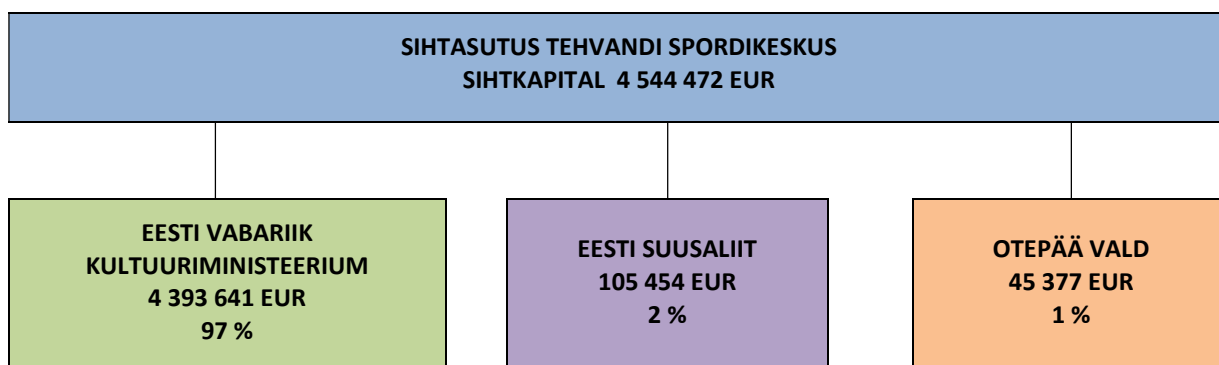 SIHTASUTUS TEHVANDI SPORDIKESKUS
SIHTKAPITAL 4 544 472 EUR
EESTI VABARIIK
KULTUURIMINISTEERIUM
4 393 641 EUR
97 %
EESTI SUUSALIIT
105 454 EUR
2 %
OTEPÄÄ VALD
45 377 EUR
1 %